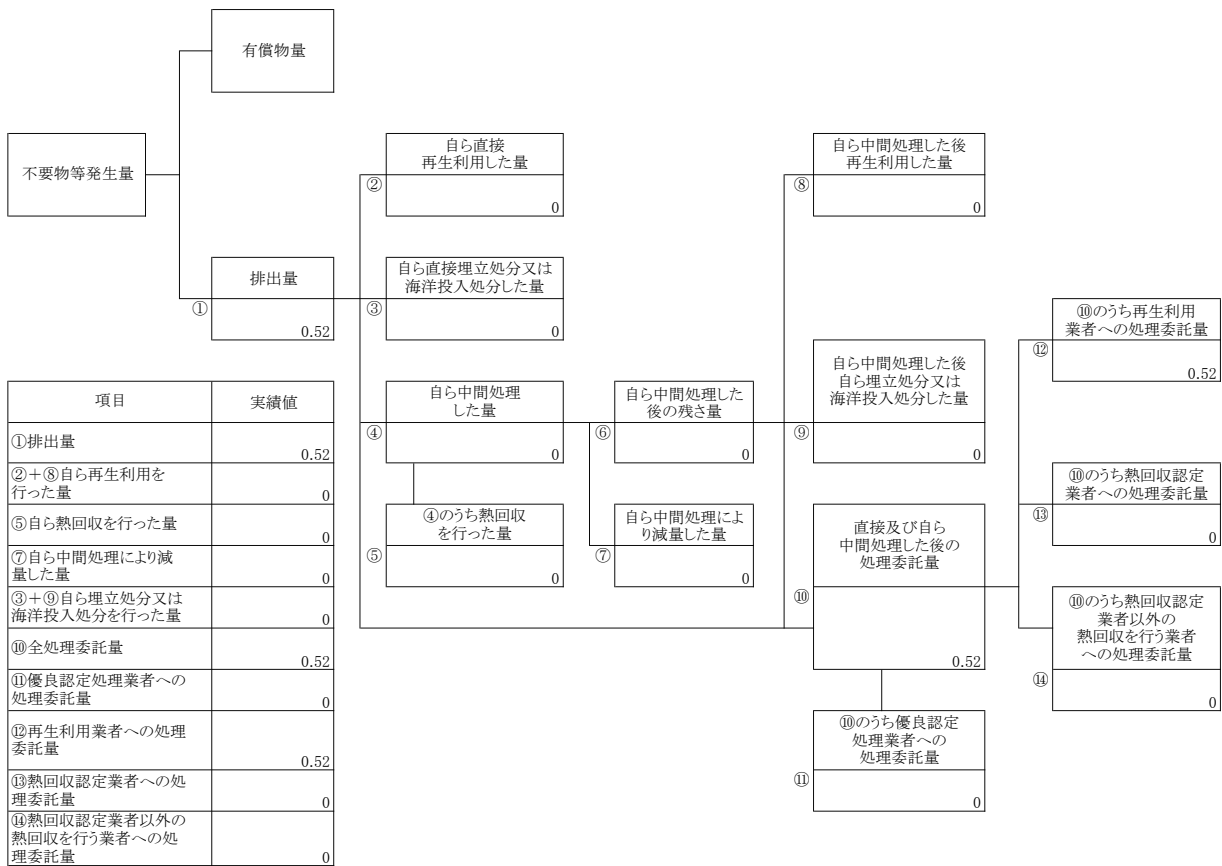 有償物量
不要物等発生量
自ら直接
再生利用した量
②
0
自ら中間処理した後
再生利用した量
⑧
0
排出量
①
0.52
自ら直接埋立処分又は
海洋投入処分した量
③
0
⑩のうち再生利用
業者への処理委託量
⑫
0.52
自ら中間処理
した量
④
0
自ら中間処理した
後の残さ量
⑥
0
自ら中間処理した後
自ら埋立処分又は
海洋投入処分した量
⑨
0
⑩のうち熱回収認定
業者への処理委託量
⑬
0
④のうち熱回収
を行った量
⑤
0
自ら中間処理によ
り減量した量
⑦
0
直接及び自ら
中間処理した後の
処理委託量
⑩
0.52
⑩のうち熱回収認定
業者以外の
熱回収を行う業者
への処理委託量
⑭
0
⑩のうち優良認定
処理業者への
処理委託量
⑪
0
項目 実績値
①排出量 0.52
②+⑧自ら再生利用を
行った量 0
⑤自ら熱回収を行った量 0
⑦自ら中間処理により減
量した量 0
③+⑨自ら埋立処分又は
海洋投入処分を行った量 0
⑩全処理委託量 0.52
⑪優良認定処理業者への
処理委託量 0
⑫再生利用業者への処理
委託量 0.52
⑬熱回収認定業者への処
理委託量 0
⑭熱回収認定業者以外の
熱回収を行う業者への処
理委託量 0